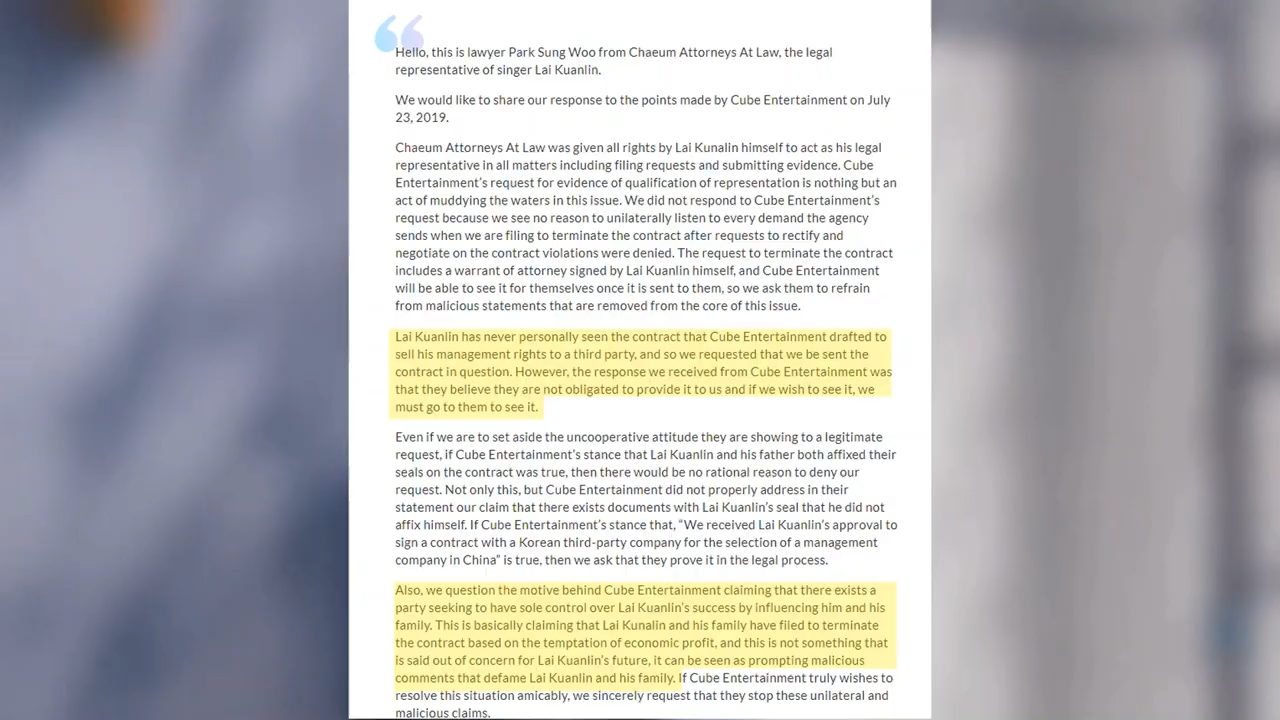 Hello, this is lawyer Park Sung Woo from Chaeum Attorneys At Law, the legal
representative of singer Lai Kuanlin.
We would like to share our response to the points made by Cube Entertainment on July
23, 2019.
Chaeum Attorneys At Law was given all rights by Lai Kunalin himself to act as his legal
representative in all matters including filing requests and submitting evidence. Cube
Entertainment's request for evidence of qualification of representation is nothing but an
act of muddying the waters in this issue. We did not respond to Cube Entertainment's
request because we see no reason to unilaterally listen to every demand the agency
sends when we are filing to terminate the contract after requests to rectify and
negotiate on the contract violations were denied. The request to terminate the contract
includes a warrant of attorney signed by Lai Kuanlin himself, and Cube Entertainment
will be able to see it for themselves once it is sent to them, so we ask them to refrain
from malicious statements that are removed from the core of this issue.
Lai Kuanlin has never personally seen the contract that Cube Entertainment drafted to
sell his management rights to a third party, and so we requested that we be sent the
contract in question. However, the response we received from Cube Entertainment was
that they believe they are not obligated to provide it to us and if we wish to see it, we
must go to them to see it.
Even if we are to set aside the uncooperative attitude they are showing to a legitimate
request, if Cube Entertainment's stance that Lai Kuanlin and his father both affixed their
seals on the contract was true, then there would be no rational reason to deny our
request. Not only this, but Cube Entertainment did not properly address in their
statement our claim that there exists documents with Lai Kuanlin's seal that he did not
affix himself. If Cube Entertainment's stance that, "We received Lai Kuanlin's approval to
sign a contract with a Korean third-party company for the selection of a management
company in China" is true, then we ask that they prove it in the legal process.
Also, we question the motive behind Cube Entertainment claiming that there exists a
party seeking to have sole control over Lai Kuanlin's success by influencing him and his
family. This is basically claiming that Lai Kunalin and his family have filed to terminate
the contract based on the temptation of economic profit, and this is not something that
is said out of concern for Lai Kuanlin's future, it can be seen as prompting malicious
comments that defame Lai Kuanlin and his family. If Cube Entertainment truly wishes to
resolve this situation amicably, we sincerely request that they stop these unilateral and
malicious claims.